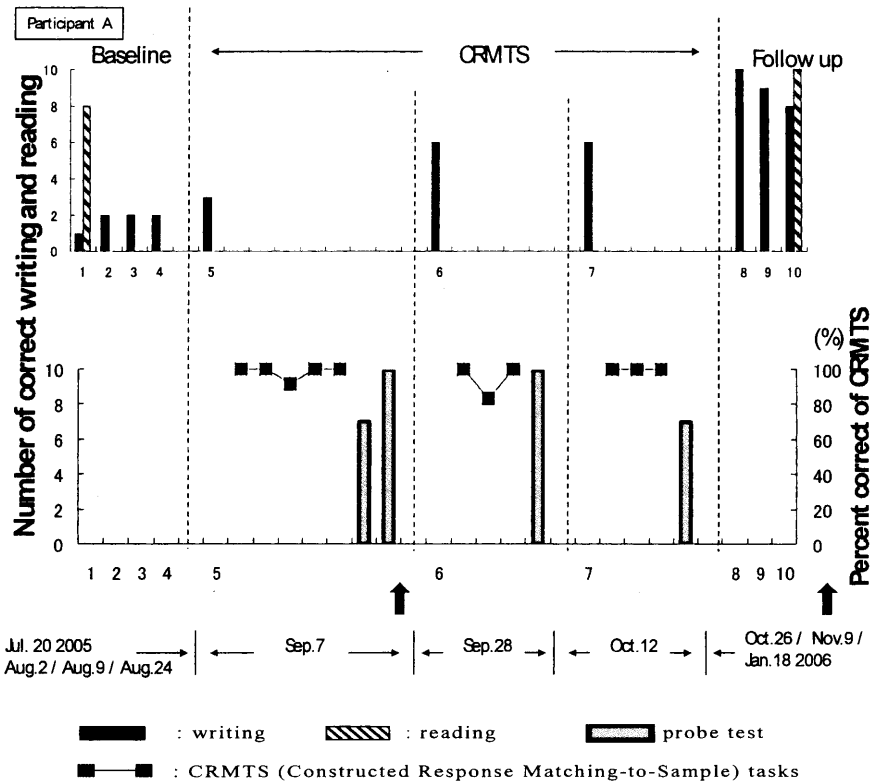 Participant A
Baseline
CRMTS
Follow up
Number of correct writing and reading
10
8
6
4
2
0
1 2 3 4 5 6 7 8 9 10
(%)
Percent correct of CRMTS
10
8
6
4
2
0
100
80
60
40
20
0
1 2 3 4 5 6 7 8 9 10
Jul. 20 2005
Aug.2 / Aug.9 / Aug.24
Sep.7
Sep.28
Oct.12
Oct.26 / Nov.9 /
Jan.18 2006
: writing
: reading
probe test
: CRMTS (Constructed Response Matching-to-Sample) tasks